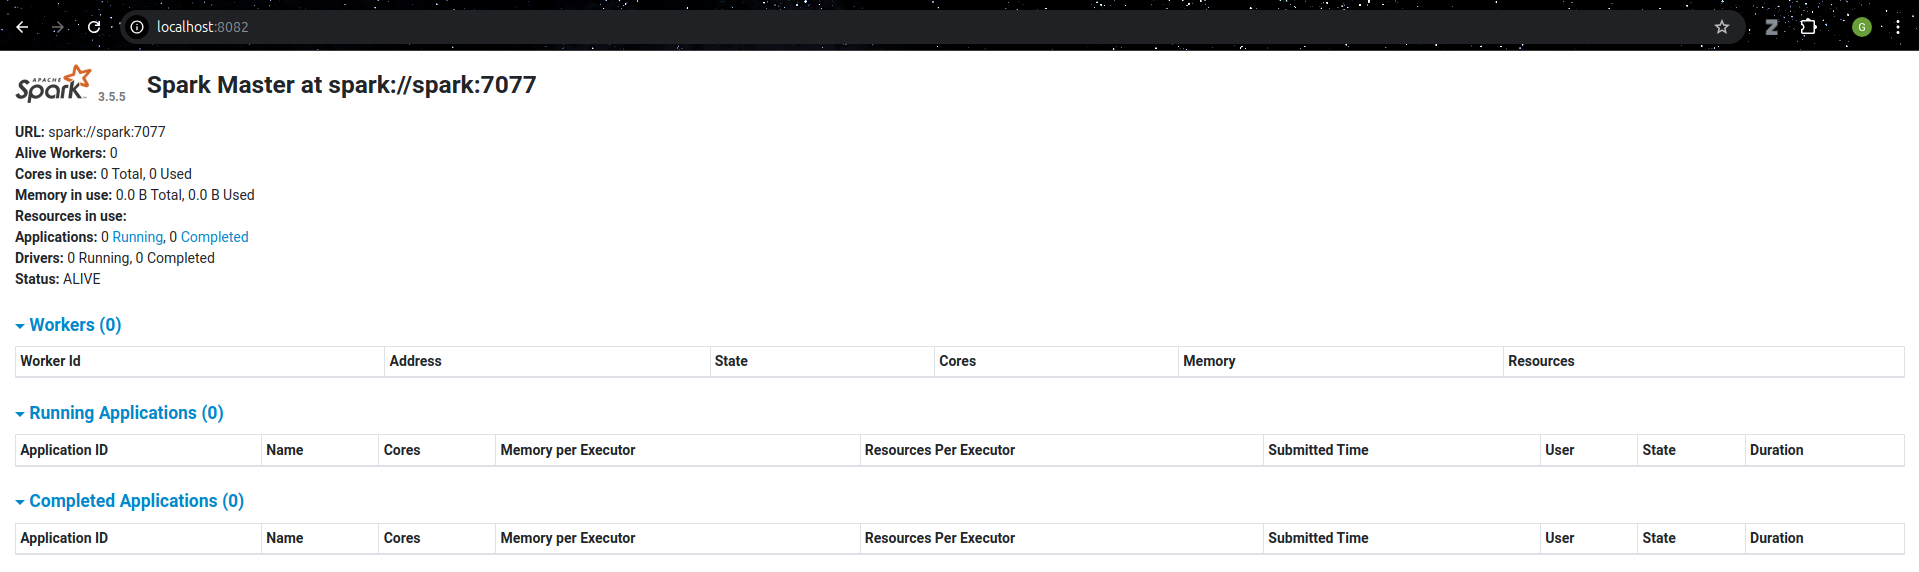 localhost:8082
Z
G
APACHE
Spark 3.5.5
Spark Master at spark://spark:7077
URL: spark://spark:7077
Alive Workers: 0
Cores in use: 0 Total, 0 Used
Memory in use: 0.0 B Total, 0.0 B Used
Resources in use:
Applications: 0 Running, 0 Completed
Drivers: 0 Running, 0 Completed
Status: ALIVE
Workers (0)
Worker Id Address State Cores Memory Resources
Running Applications (0)
Application ID Name Cores Memory per Executor Resources Per Executor Submitted Time User State Duration
Completed Applications (0)
Application ID Name Cores Memory per Executor Resources Per Executor Submitted Time User State Duration